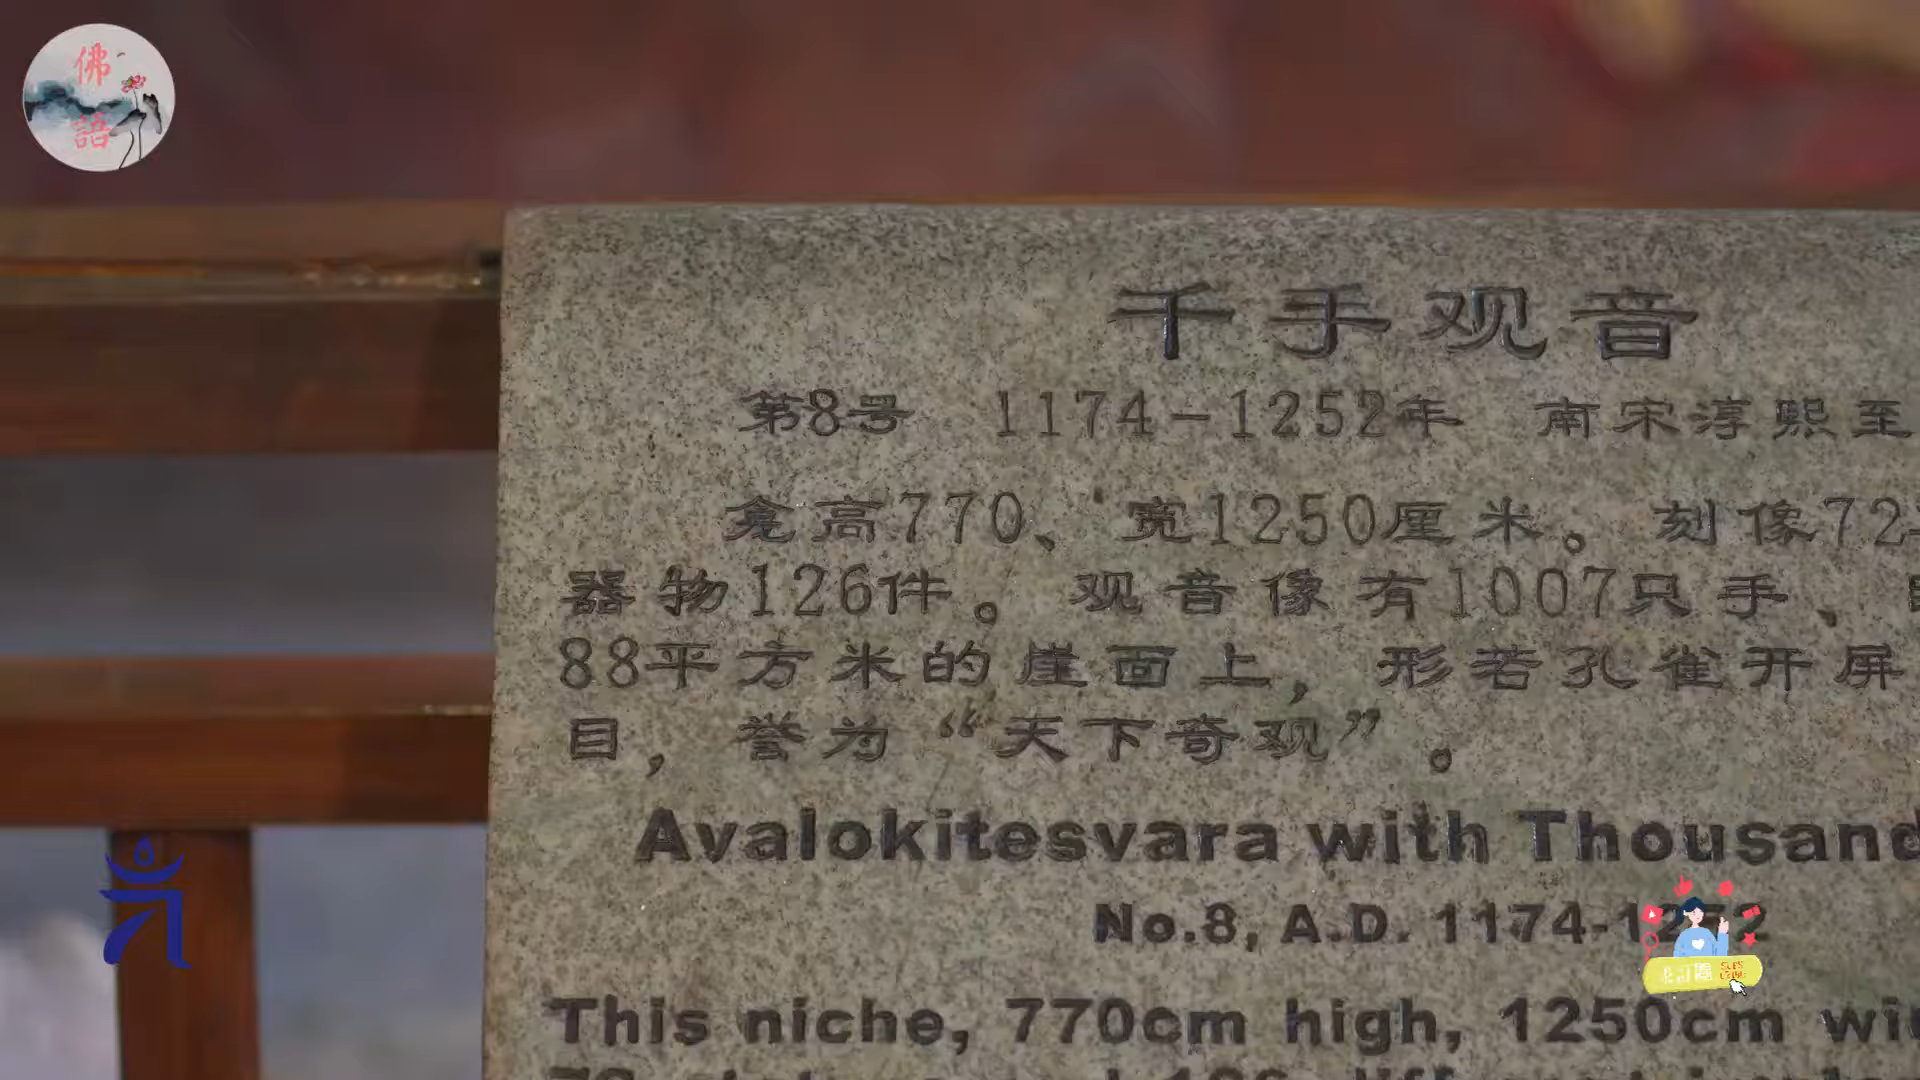 佛
語
千手观音
第8号 1174-1252年 南宋淳熙至
龛高770、宽1250厘米。刻像72
器物126件。观音像有1007只手、
88平方米的崖面上，形若孔雀开屏
目，誉为“天下奇观”。
Avalokitesvara with Thousand
No.8, A.D. 1174-1252
This niche, 770cm high, 1250cm